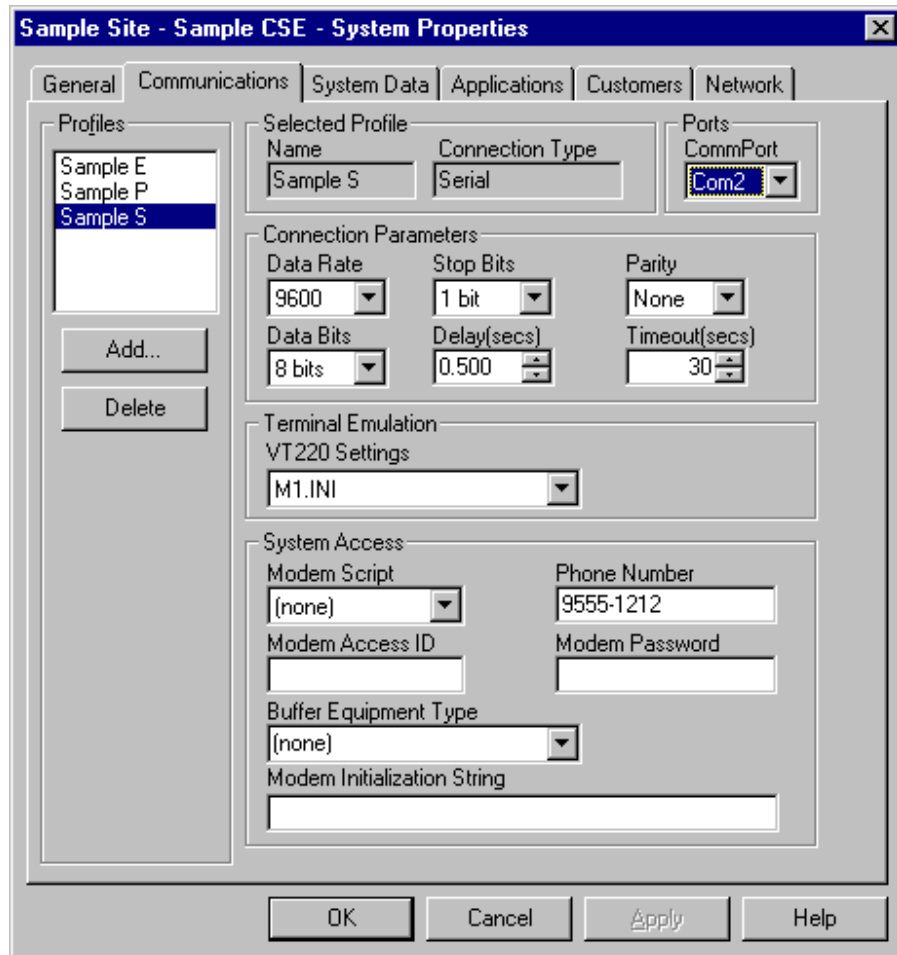 Sample Site - Sample CSE - System Properties
General Communications System Data Applications Customers Network
Profiles
Sample E
Sample P
Sample S
Add...
Delete
Selected Profile
Name Connection Type
Sample S Serial
Ports
CommPort
Com2
Connection Parameters
Data Rate Stop Bits Parity
9600 1 bit None
Data Bits Delay(secs) Timeout(secs)
8 bits 0.500 30
Terminal Emulation
VT220 Settings
M1.INI
System Access
Modem Script Phone Number
(none) 9555-1212
Modem Access ID Modem Password
Buffer Equipment Type
(none)
Modem Initialization String
OK Cancel Apply Help